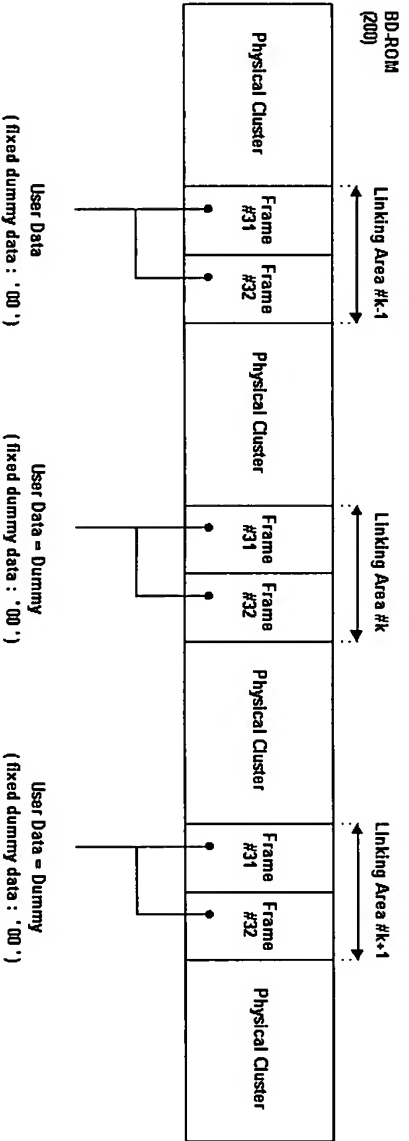 BD-ROM
(200)
Linking Area #k-1
Linking Area #k
Linking Area #k+1
Physical Cluster
Frame
#31
Frame
#32
Physical Cluster
Frame
#31
Frame
#32
Physical Cluster
Frame
#31
Frame
#32
Physical Cluster
User Data
( fixed dummy data : '00 ' )
User Data = Dummy
( fixed dummy data : '00 ' )
User Data = Dummy
( fixed dummy data : '00 ' )